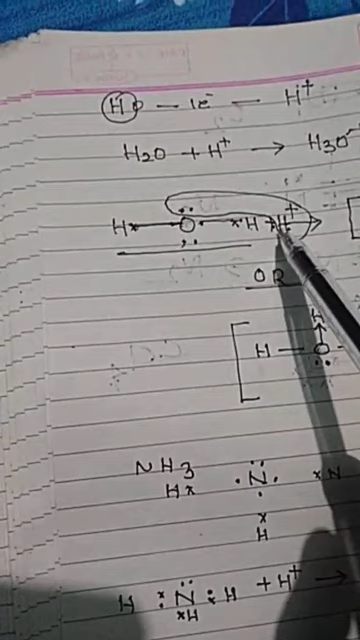 H• — 1e⁻ — H⁺
H₂O + H⁺ → H₃O
H×—•Ö•—×H + H⁺ →
OR
[ H
H — O
NH₃ •N̈• ×N
H× •
×
H
H ו N̈ •× H + H⁺ →
×H